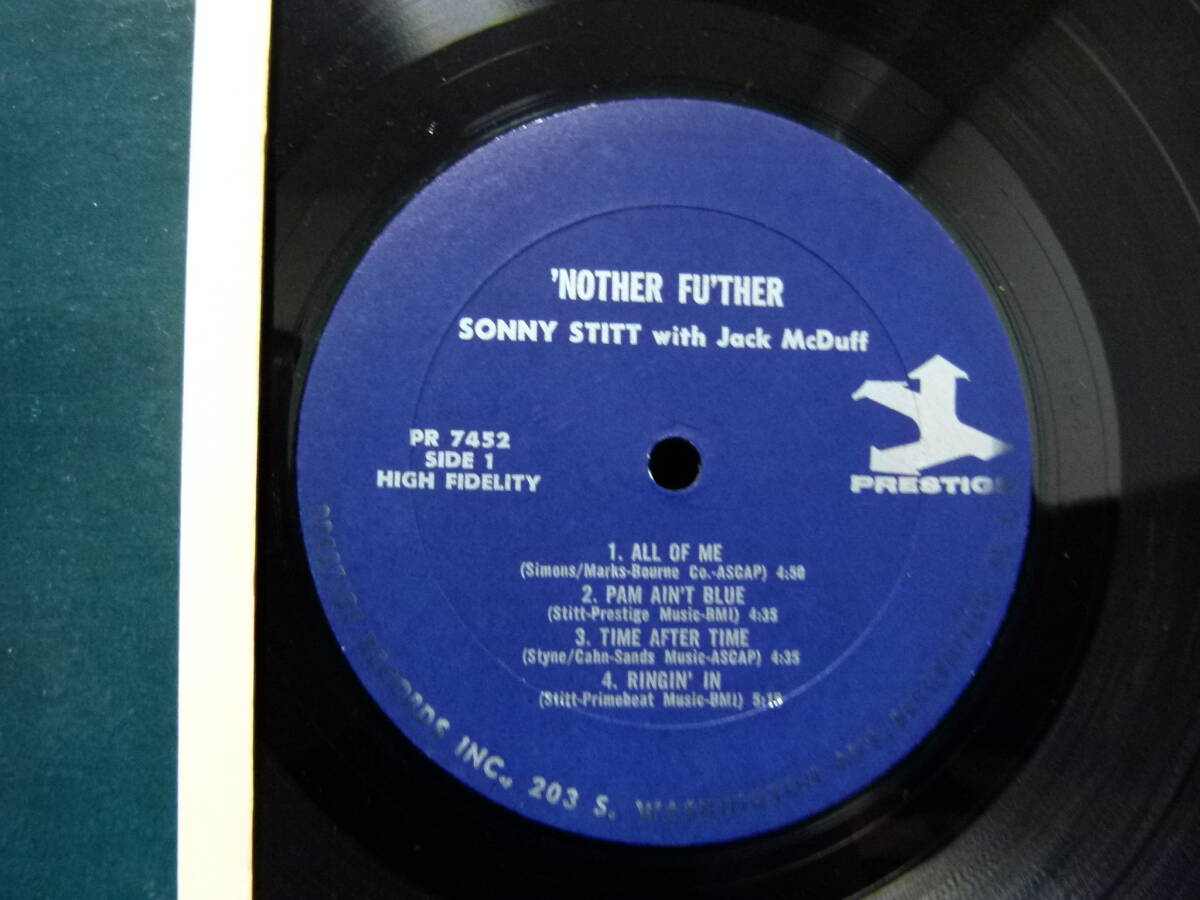 'NOTHER FU'THER
SONNY STITT with Jack McDuff
PR 7452
SIDE 1
HIGH FIDELITY
PRESTIGE
1. ALL OF ME
(Simons/Marks-Bourne Co.-ASCAP) 4:50
2. PAM AIN'T BLUE
(Stitt-Prestige Music-BMI) 4:35
3. TIME AFTER TIME
(Styne/Cahn-Sands Music-ASCAP) 4:35
4. RINGIN' IN
(Stitt-Primebeat Music-BMI)
RECORDS INC., 203 S. WASHINGTON AVE., BERGENFIELD, N. J.